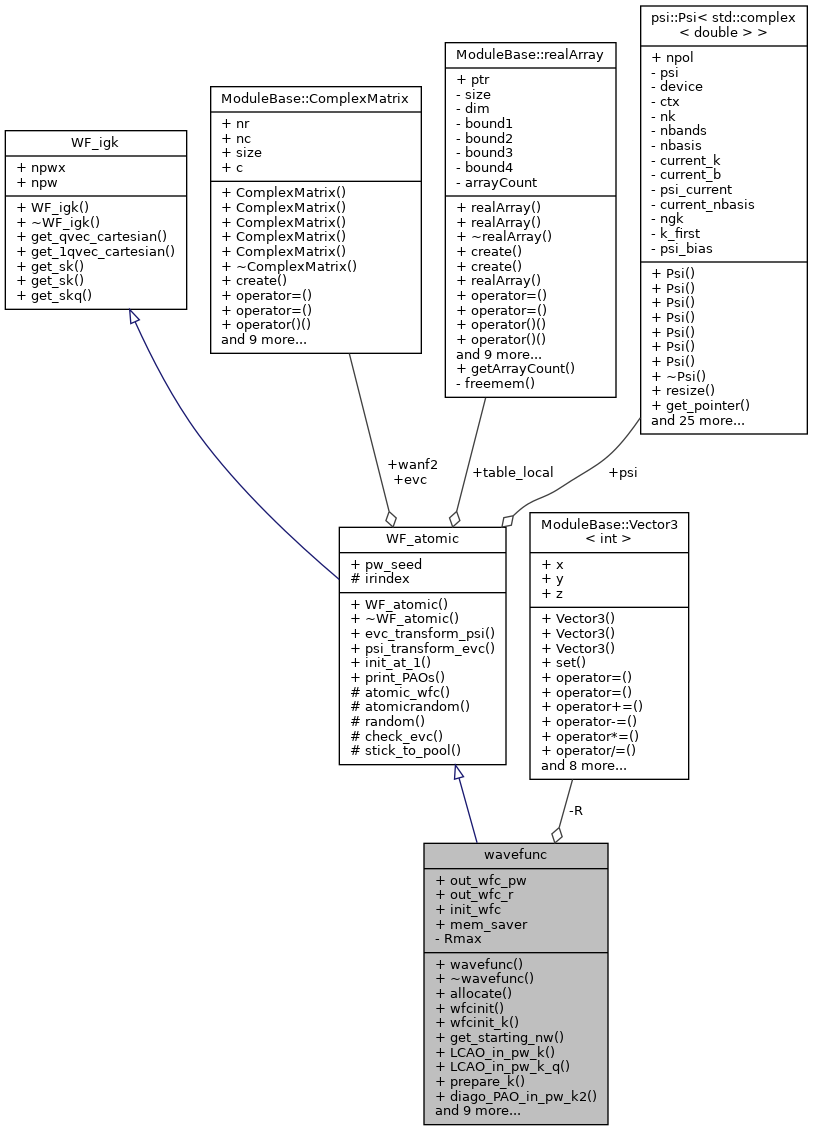 psi::Psi< std::complex
< double > >
+ npol
- psi
- device
- ctx
- nk
- nbands
- nbasis
- current_k
- current_b
- psi_current
- current_nbasis
- ngk
- k_first
- psi_bias
+ Psi()
+ Psi()
+ Psi()
+ Psi()
+ Psi()
+ Psi()
+ Psi()
+ ~Psi()
+ resize()
+ get_pointer()
and 25 more...
ModuleBase::realArray
+ ptr
- size
- dim
- bound1
- bound2
- bound3
- bound4
- arrayCount
+ realArray()
+ realArray()
+ ~realArray()
+ create()
+ create()
+ realArray()
+ operator=()
+ operator=()
+ operator()()
+ operator()()
and 9 more...
+ getArrayCount()
- freemem()
ModuleBase::ComplexMatrix
+ nr
+ nc
+ size
+ c
+ ComplexMatrix()
+ ComplexMatrix()
+ ComplexMatrix()
+ ComplexMatrix()
+ ComplexMatrix()
+ ~ComplexMatrix()
+ create()
+ operator=()
+ operator=()
+ operator()()
and 9 more...
WF_igk
+ npwx
+ npw
+ WF_igk()
+ ~WF_igk()
+ get_qvec_cartesian()
+ get_1qvec_cartesian()
+ get_sk()
+ get_sk()
+ get_skq()
+wanf2
+evc
+table_local
+psi
WF_atomic
+ pw_seed
# irindex
+ WF_atomic()
+ ~WF_atomic()
+ evc_transform_psi()
+ psi_transform_evc()
+ init_at_1()
+ print_PAOs()
# atomic_wfc()
# atomicrandom()
# random()
# check_evc()
# stick_to_pool()
ModuleBase::Vector3
< int >
+ x
+ y
+ z
+ Vector3()
+ Vector3()
+ Vector3()
+ set()
+ operator=()
+ operator=()
+ operator+=()
+ operator-=()
+ operator*=()
+ operator/=()
and 8 more...
-R
wavefunc
+ out_wfc_pw
+ out_wfc_r
+ init_wfc
+ mem_saver
- Rmax
+ wavefunc()
+ ~wavefunc()
+ allocate()
+ wfcinit()
+ wfcinit_k()
+ get_starting_nw()
+ LCAO_in_pw_k()
+ LCAO_in_pw_k_q()
+ prepare_k()
+ diago_PAO_in_pw_k2()
and 9 more...